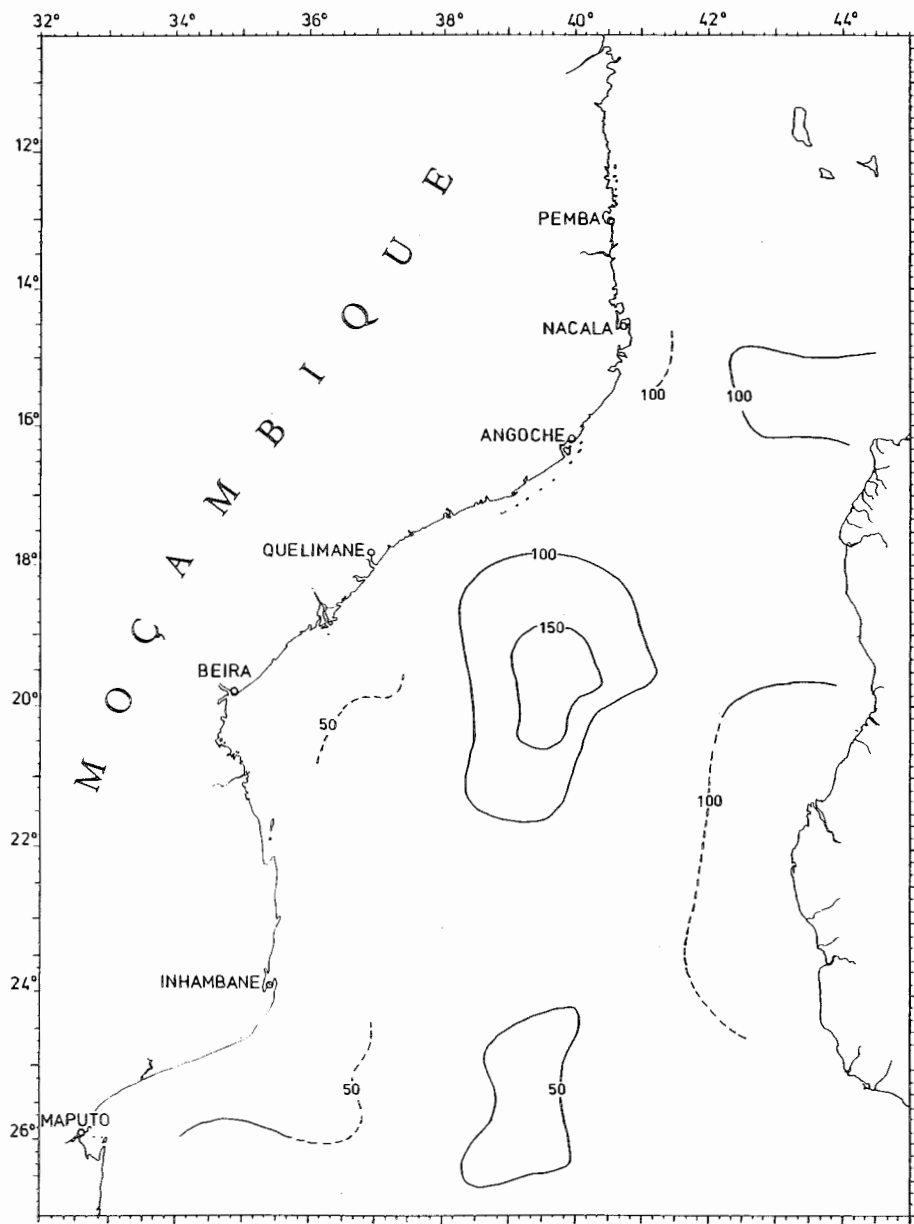 32° 34° 36° 38° 40° 42° 44°
12°
PEMBA
14°
NACALA
100 100
16°
ANGOCHE
MOÇAMBIQUE
QUELIMANE
18°
100
150
BEIRA
20°
50
100
22°
INHAMBANE
24°
50 50
MAPUTO
26°